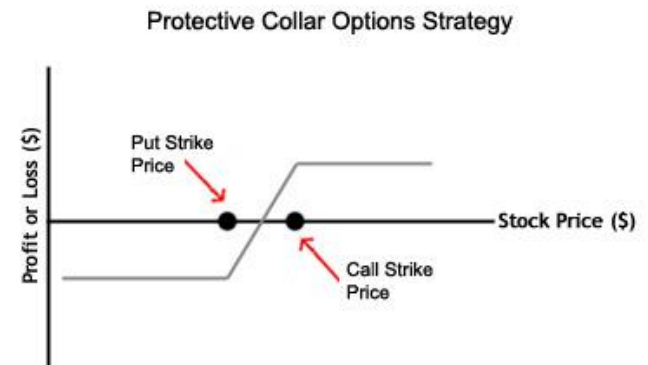 Protective Collar Options Strategy
Put Strike
Price
Profit or Loss ($)
Stock Price ($)
Call Strike
Price